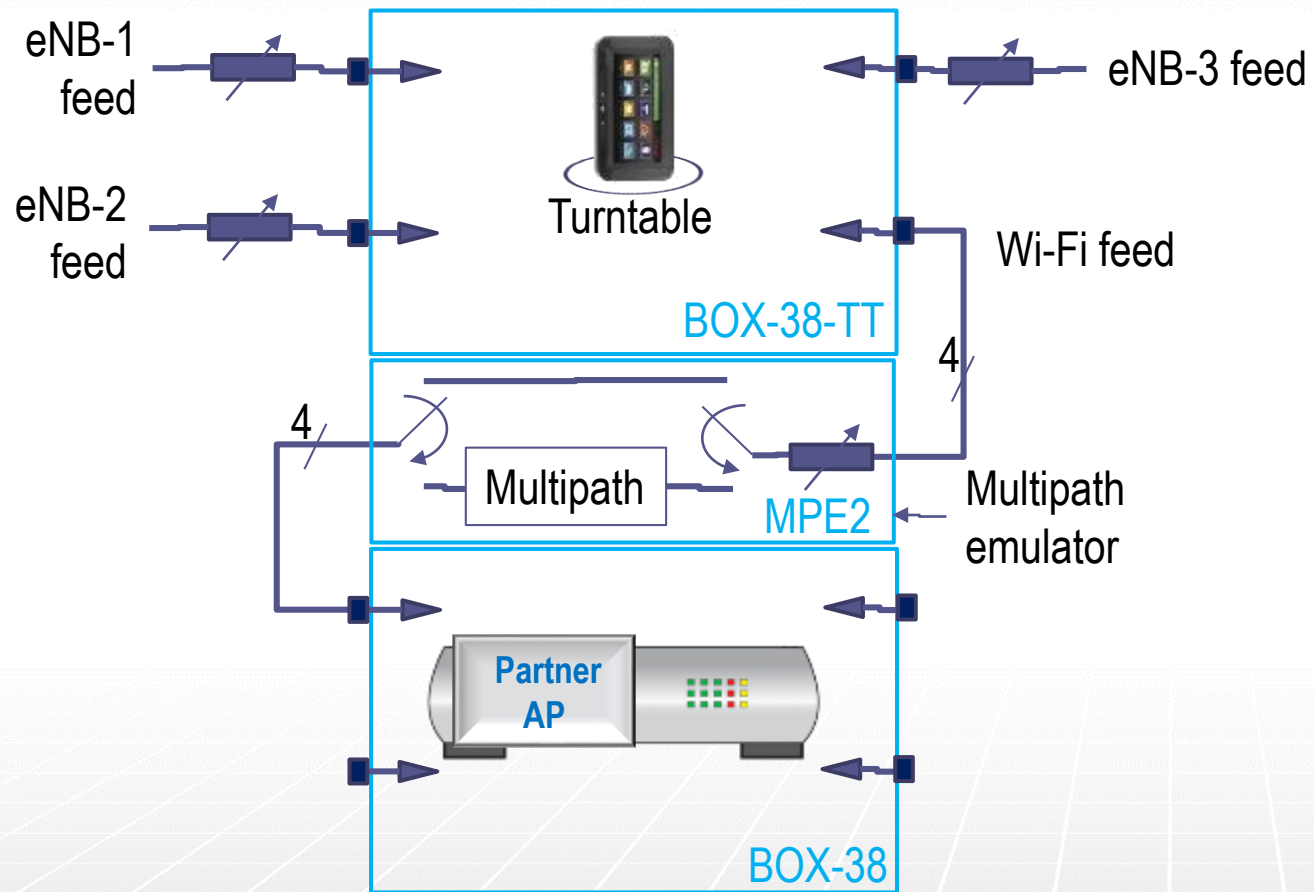 eNB-1
feed
eNB-3 feed
eNB-2
feed
Turntable
Wi-Fi feed
BOX-38-TT
4
4
Multipath
MPE2
Multipath
emulator
Partner
AP
BOX-38